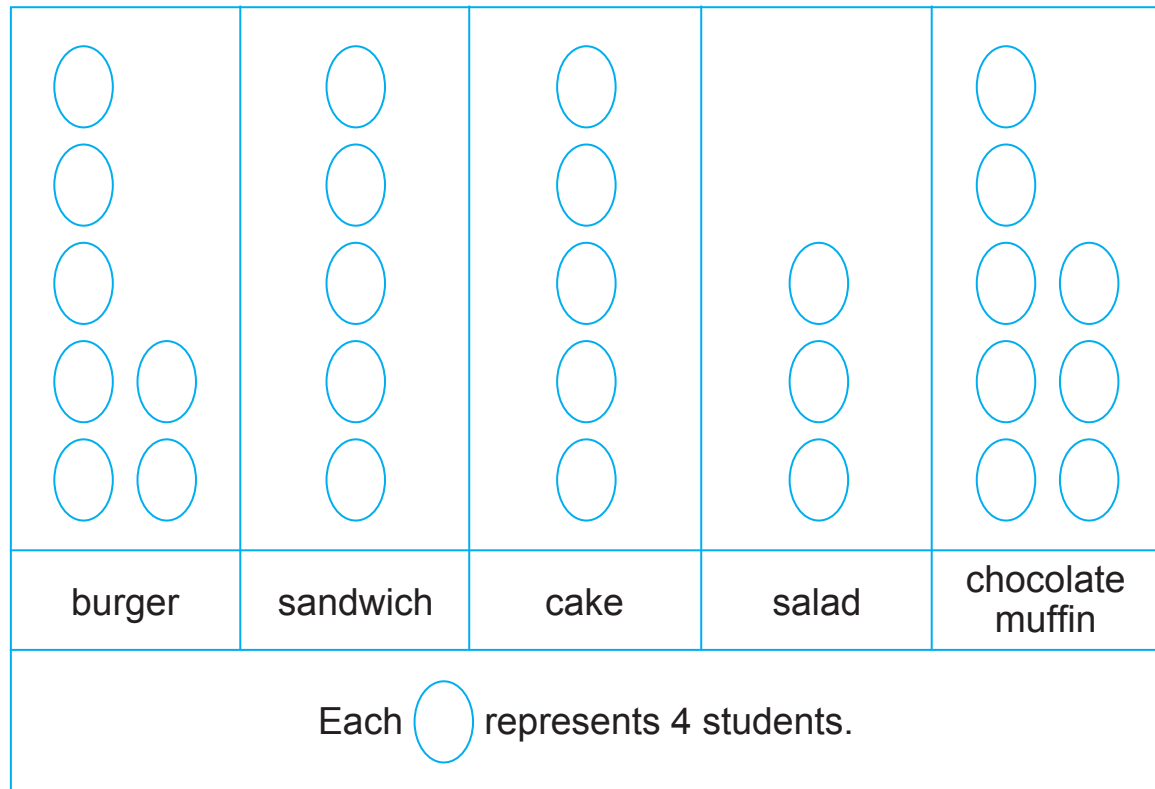 burger
sandwich
cake
salad
chocolate
muffin
Each represents 4 students.